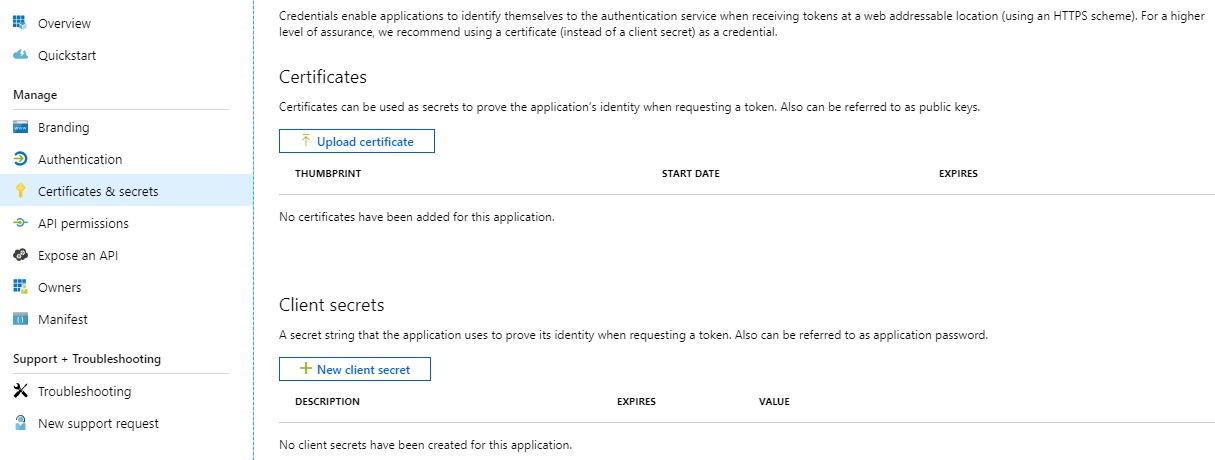 Overview
Quickstart
Manage
Branding
Authentication
Certificates & secrets
API permissions
Expose an API
Owners
Manifest
Support + Troubleshooting
Troubleshooting
New support request
Credentials enable applications to identify themselves to the authentication service when receiving tokens at a web addressable location (using an HTTPS scheme). For a higher
level of assurance, we recommend using a certificate (instead of a client secret) as a credential.
Certificates
Certificates can be used as secrets to prove the application's identity when requesting a token. Also can be referred to as public keys.
Upload certificate
THUMBPRINT START DATE EXPIRES
No certificates have been added for this application.
Client secrets
A secret string that the application uses to prove its identity when requesting a token. Also can be referred to as application password.
New client secret
DESCRIPTION EXPIRES VALUE
No client secrets have been created for this application.